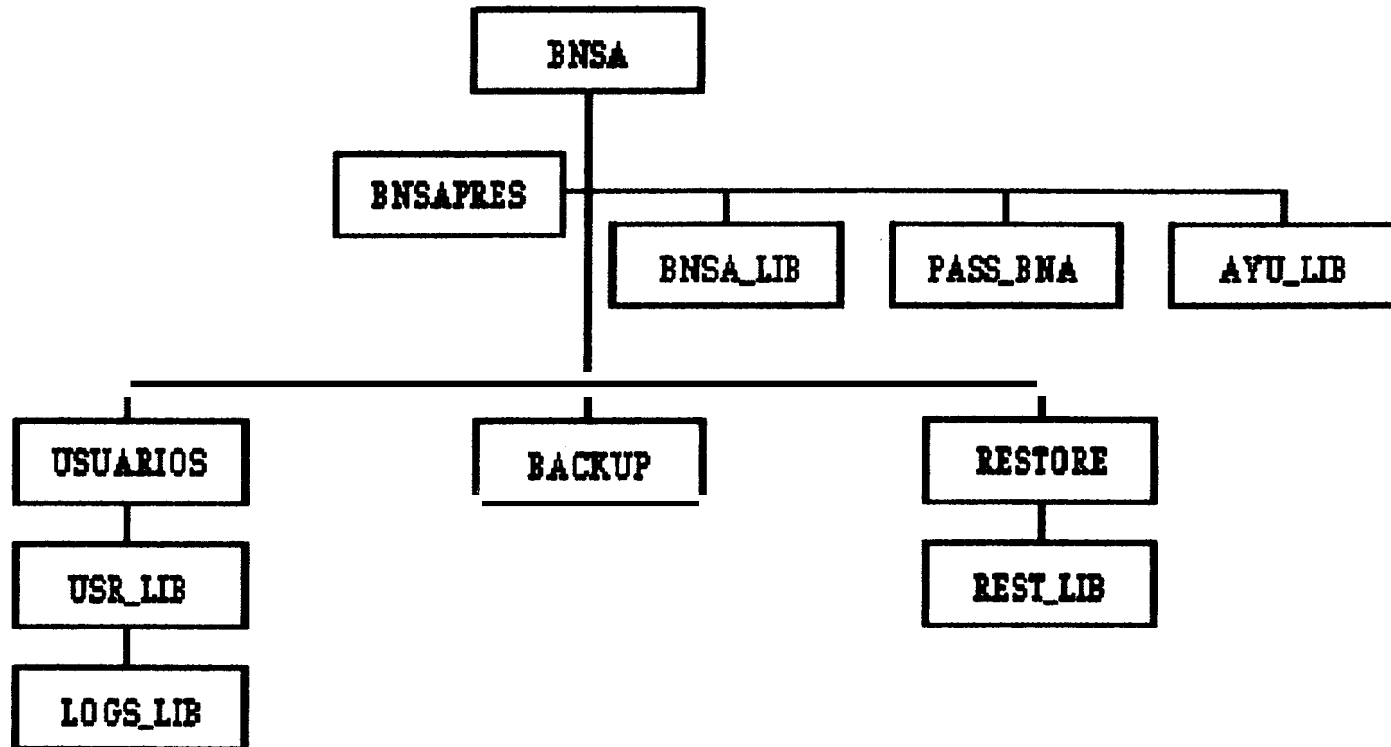 BNSA
BNSAPRES
BNSA_LIB
PASS_BNA
AYU_LIB
USUARIOS
BACKUP
RESTORE
USR_LIB
REST_LIB
LOGS_LIB